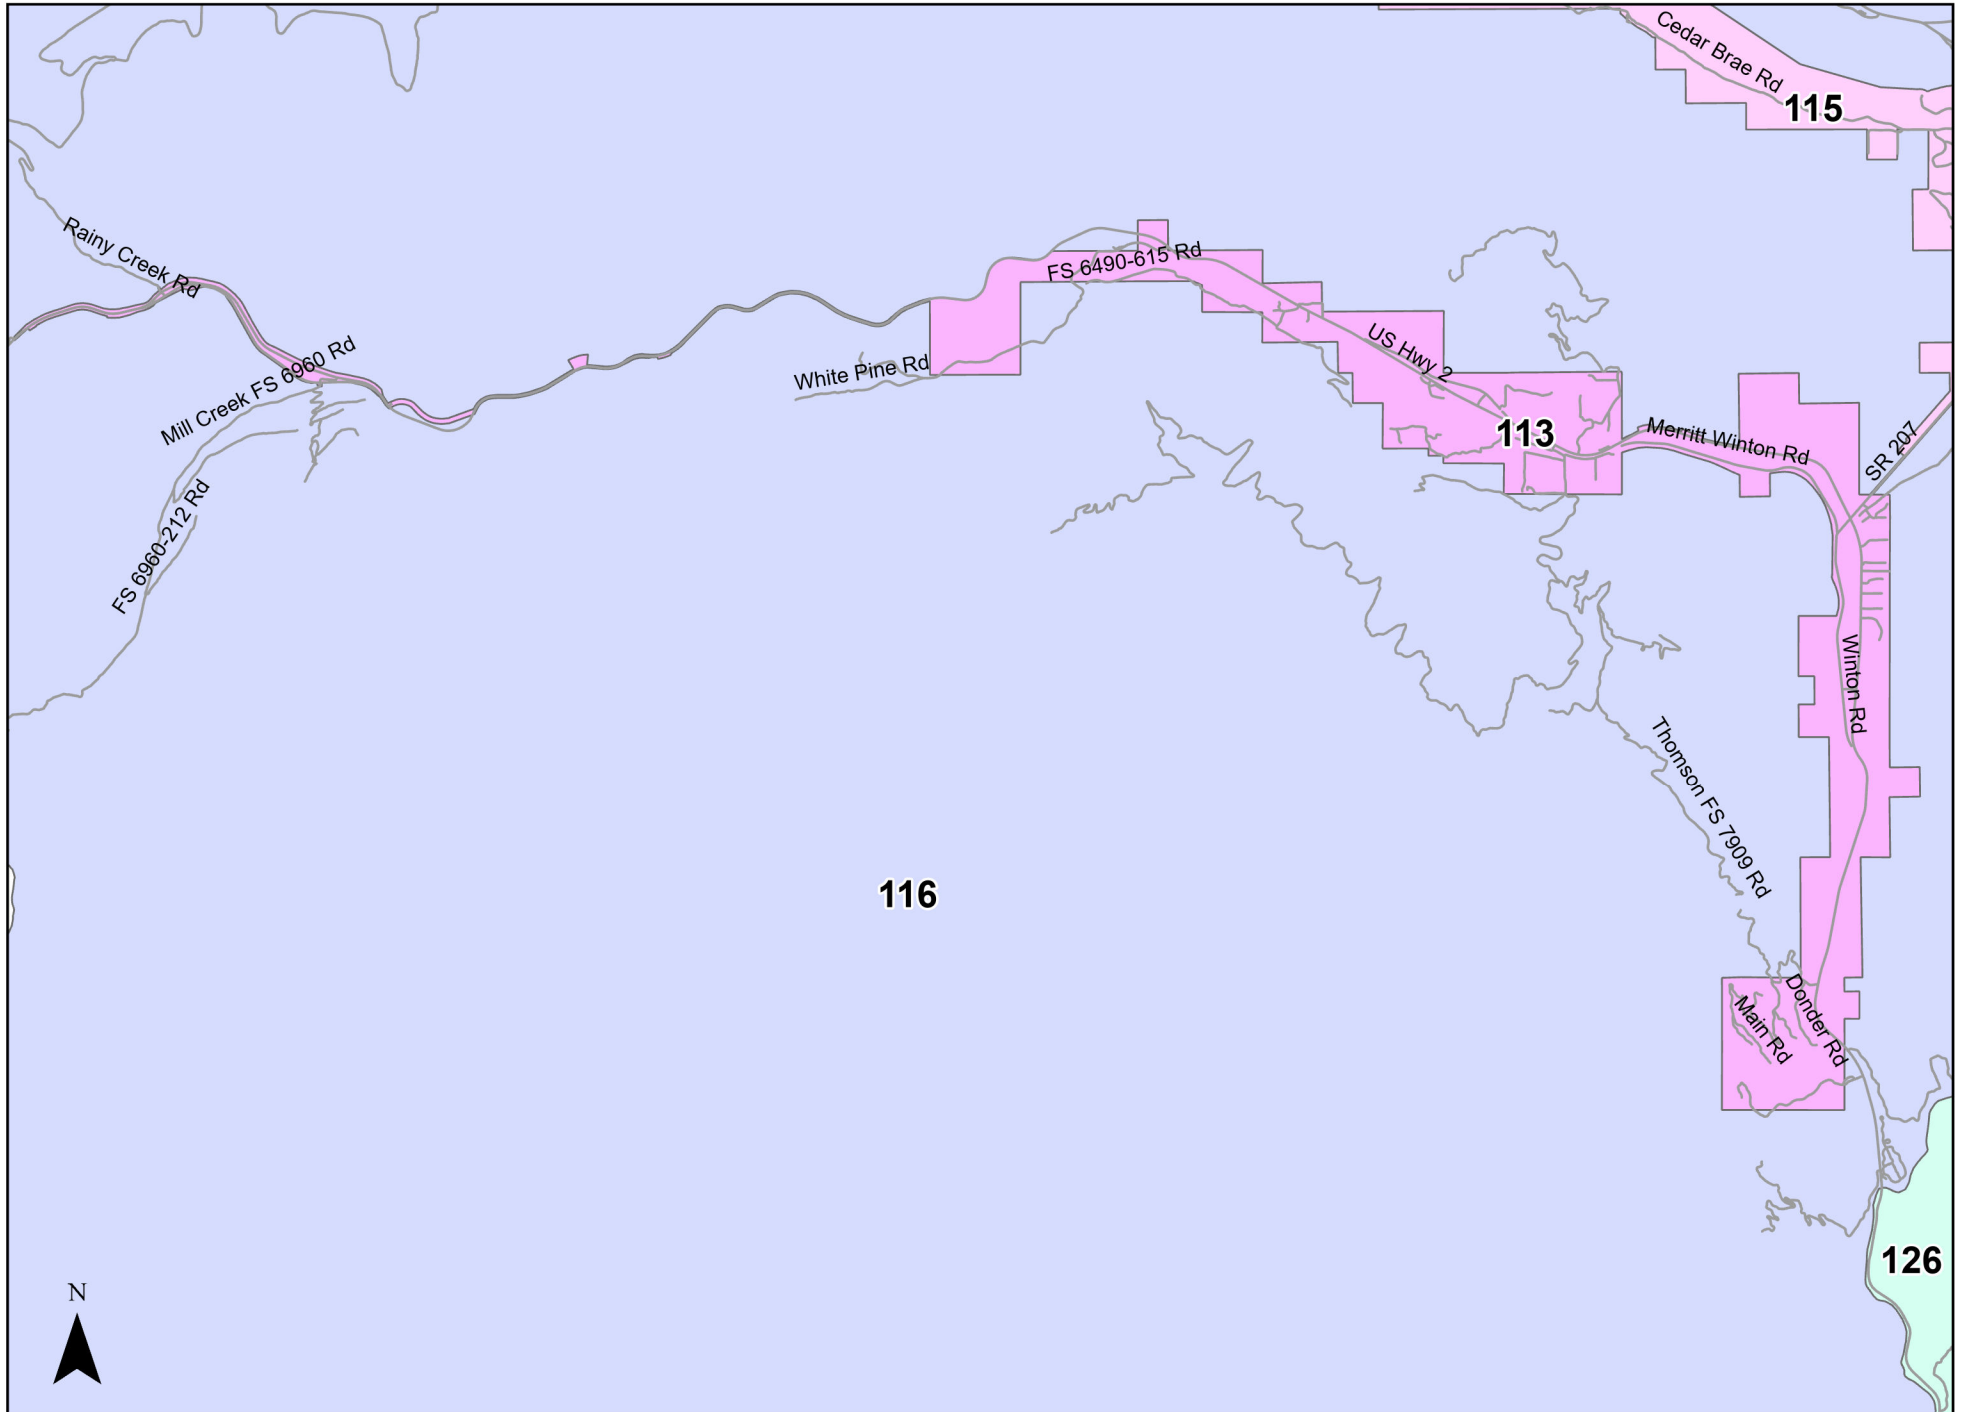 Cedar Brae Rd
115
Rainy Creek Rd
FS 6490-615 Rd
Mill Creek FS 6960 Rd
White Pine Rd
US Hwy 2
113
Merritt Winton Rd
SR 207
FS 6960-212 Rd
Winton Rd
Thomson FS 7909 Rd
116
Donder Rd
Main Rd
126
N